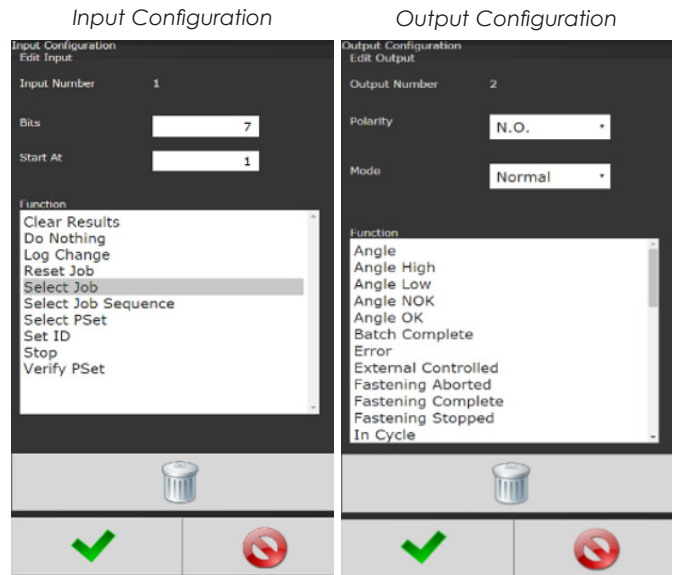 Input Configuration
Input Configuration
Edit Input
Input Number 1
Bits 7
Start At 1
Function
Clear Results
Do Nothing
Log Change
Reset Job
Select Job
Select Job Sequence
Select PSet
Set ID
Stop
Verify PSet
Output Configuration
Output Configuration
Edit Output
Output Number 2
Polarity N.O.
Mode Normal
Function
Angle
Angle High
Angle Low
Angle NOK
Angle OK
Batch Complete
Error
External Controlled
Fastening Aborted
Fastening Complete
Fastening Stopped
In Cycle